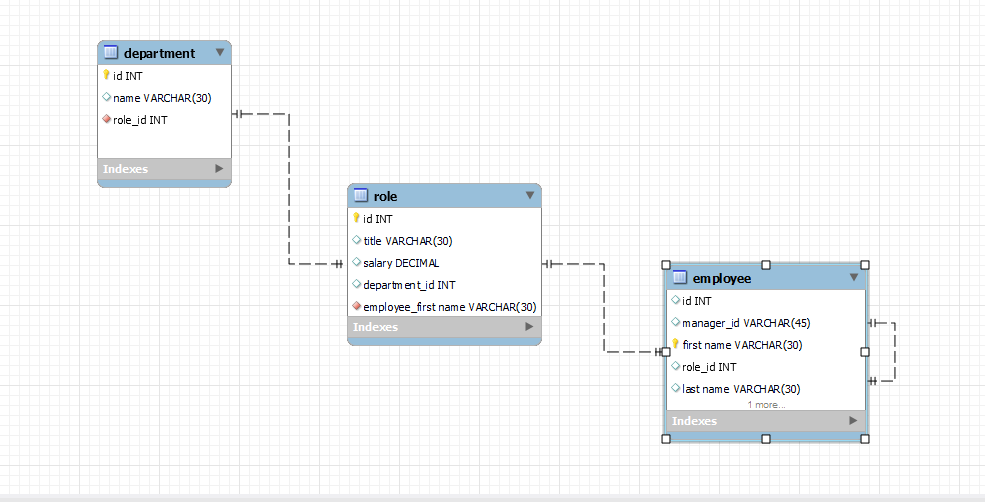 department
id INT
name VARCHAR(30)
role_id INT
Indexes
role
id INT
title VARCHAR(30)
salary DECIMAL
department_id INT
employee_first name VARCHAR(30)
Indexes
employee
id INT
manager_id VARCHAR(45)
first name VARCHAR(30)
role_id INT
last name VARCHAR(30)
1 more...
Indexes